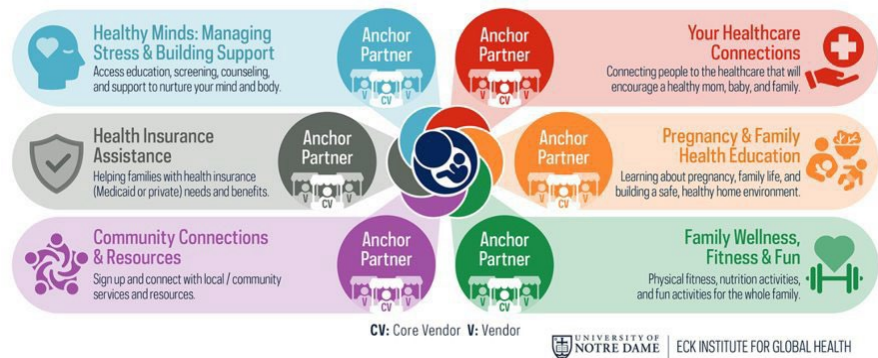 Healthy Minds: Managing
Stress & Building Support
Access education, screening, counseling,
and support to nurture your mind and body.
Anchor
Partner
V CV V
Anchor
Partner
V CV V
Your Healthcare
Connections
Connecting people to the healthcare that will
encourage a healthy mom, baby, and family.
Health Insurance
Assistance
Helping families with health insurance
(Medicaid or private) needs and benefits.
Anchor
Partner
V CV V
Anchor
Partner
V CV V
Pregnancy & Family
Health Education
Learning about pregnancy, family life, and
building a safe, healthy home environment.
Community Connections
& Resources
Sign up and connect with local / community
services and resources.
Anchor
Partner
V CV V
Anchor
Partner
V CV V
Family Wellness,
Fitness & Fun
Physical fitness, nutrition activities,
and fun activities for the whole family.
CV: Core Vendor V: Vendor
UNIVERSITY OF
NOTRE DAME
ECK INSTITUTE FOR GLOBAL HEALTH